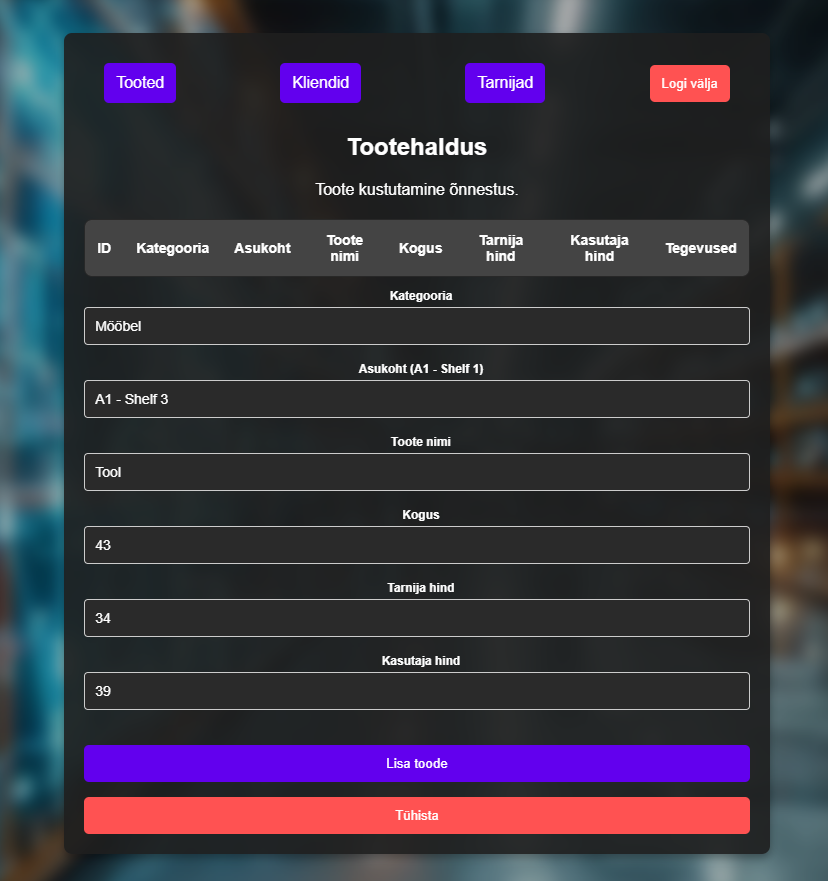 Tooted Kliendid Tarnijad Logi välja
Tootehaldus
Toote kustutamine õnnestus.
ID Kategooria Asukoht Toote nimi Kogus Tarnija hind Kasutaja hind Tegevused
Kategooria
Mööbel
Asukoht (A1 - Shelf 1)
A1 - Shelf 3
Toote nimi
Tool
Kogus
43
Tarnija hind
34
Kasutaja hind
39
Lisa toode
Tühista